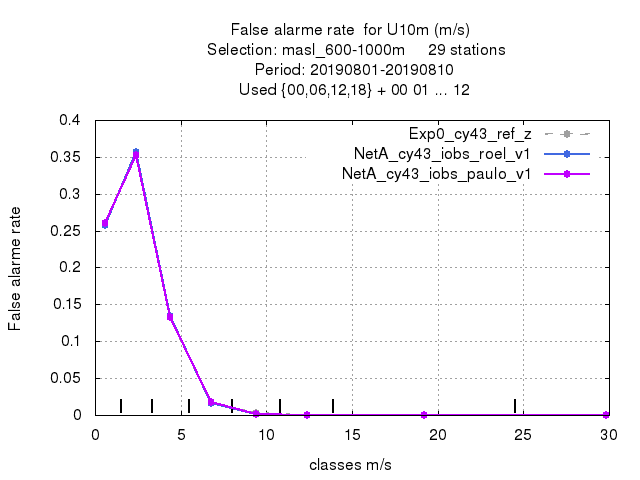 False alarme rate  for U10m (m/s)
Selection: masl_600-1000m     29 stations
Period: 20190801-20190810
Used {00,06,12,18} + 00 01 ... 12
Exp0_cy43_ref_z
NetA_cy43_iobs_roel_v1
NetA_cy43_iobs_paulo_v1
False alarme rate
0.4
0.35
0.3
0.25
0.2
0.15
0.1
0.05
0
0 5 10 15 20 25 30
classes m/s